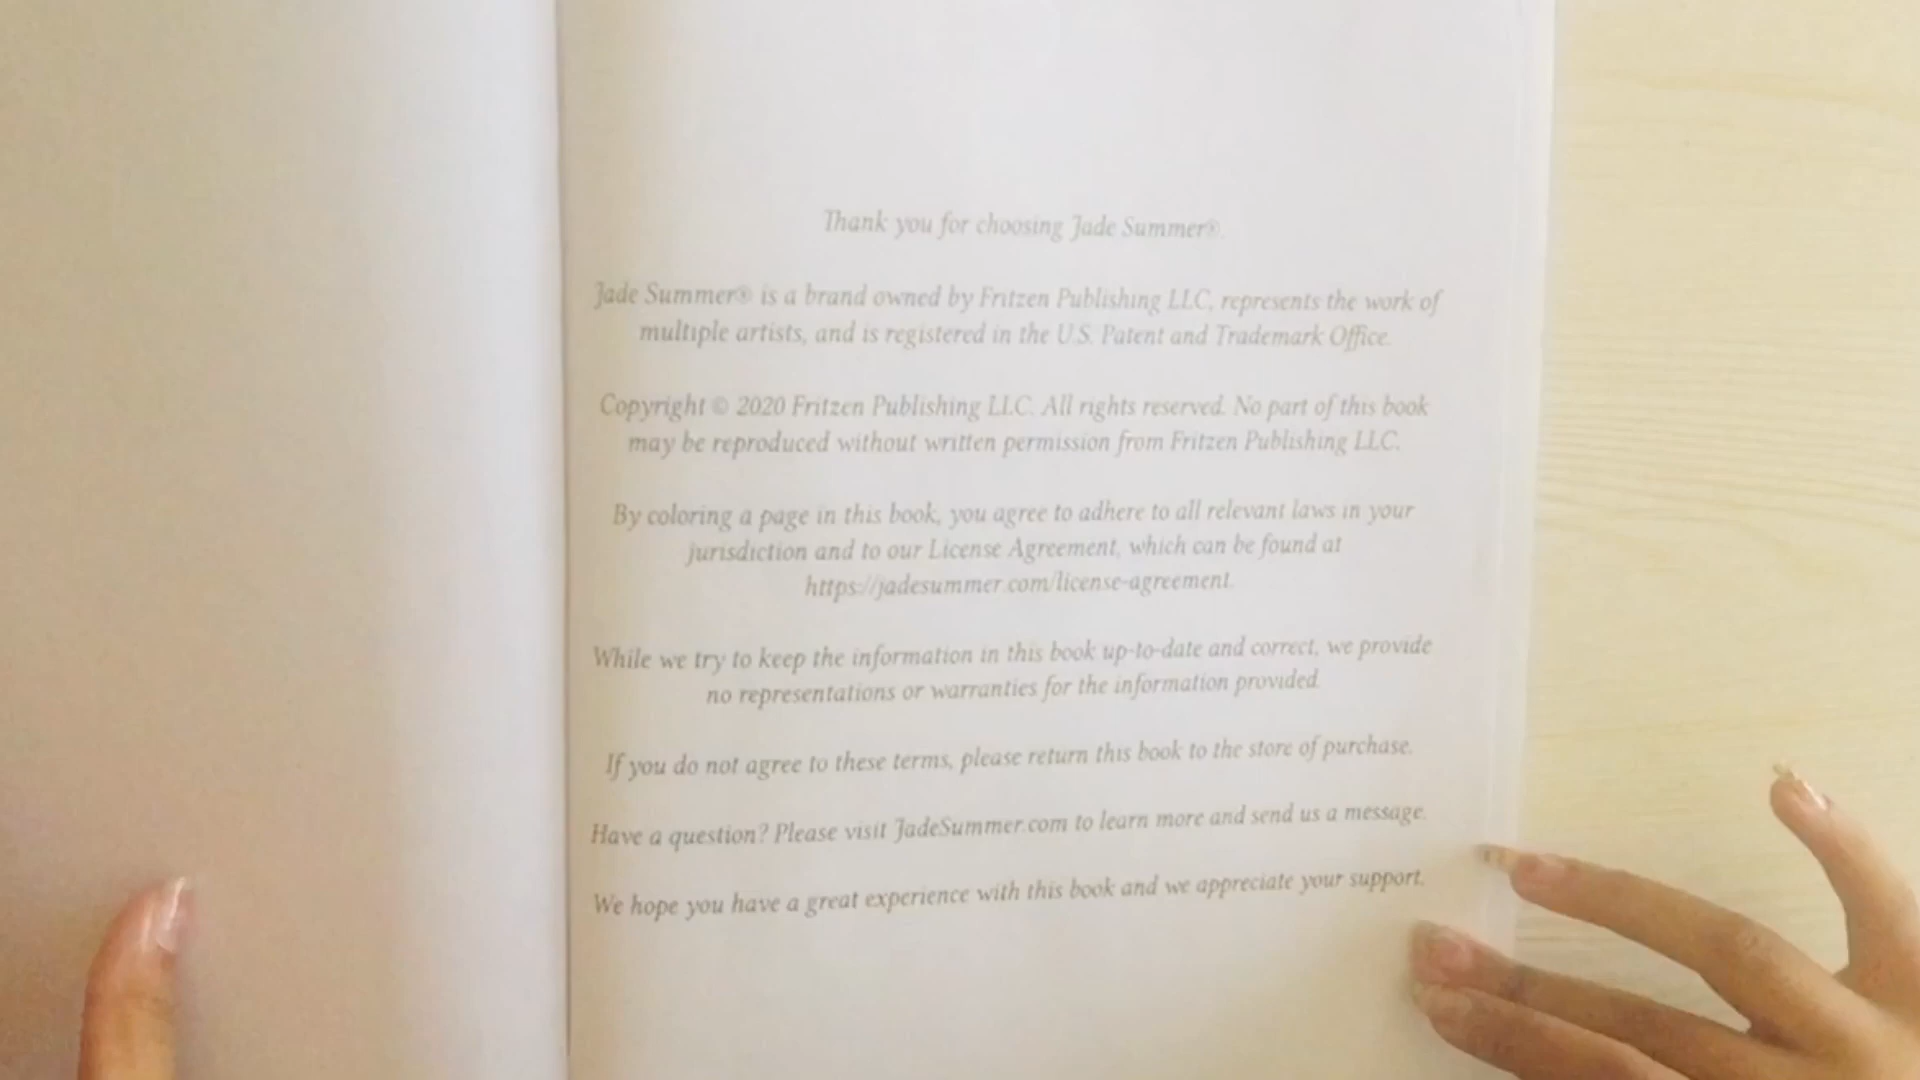 Thank you for choosing Jade Summer®.
Jade Summer® is a brand owned by Fritzen Publishing LLC, represents the work of
multiple artists, and is registered in the U.S. Patent and Trademark Office.
Copyright © 2020 Fritzen Publishing LLC. All rights reserved. No part of this book
may be reproduced without written permission from Fritzen Publishing LLC.
By coloring a page in this book, you agree to adhere to all relevant laws in your
jurisdiction and to our License Agreement, which can be found at
https://jadesummer.com/license-agreement.
While we try to keep the information in this book up-to-date and correct, we provide
no representations or warranties for the information provided.
If you do not agree to these terms, please return this book to the store of purchase.
Have a question? Please visit JadeSummer.com to learn more and send us a message.
We hope you have a great experience with this book and we appreciate your support.